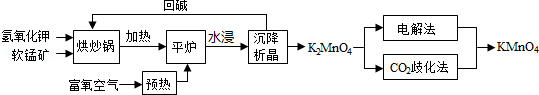 回碱
氢氧化钾
软锰矿
烘炒锅
加热
平炉
水浸
沉降
析晶
K₂MnO₄
电解法
CO₂歧化法
KMnO₄
富氧空气
预热